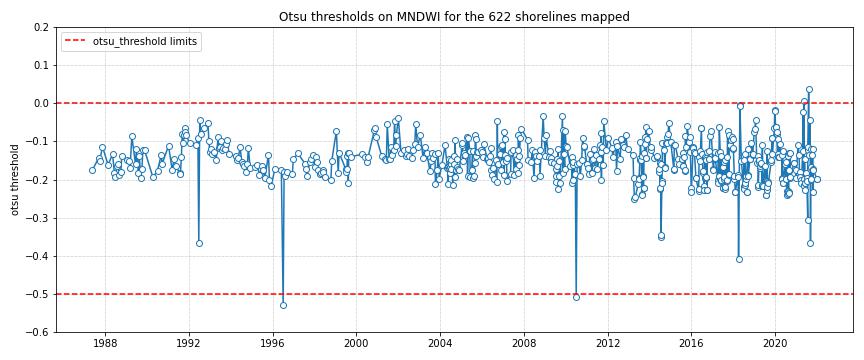 Otsu thresholds on MNDWI for the 622 shorelines mapped
otsu_threshold limits
otsu threshold
0.2
0.1
0.0
−0.1
−0.2
−0.3
−0.4
−0.5
−0.6
1988 1992 1996 2000 2004 2008 2012 2016 2020